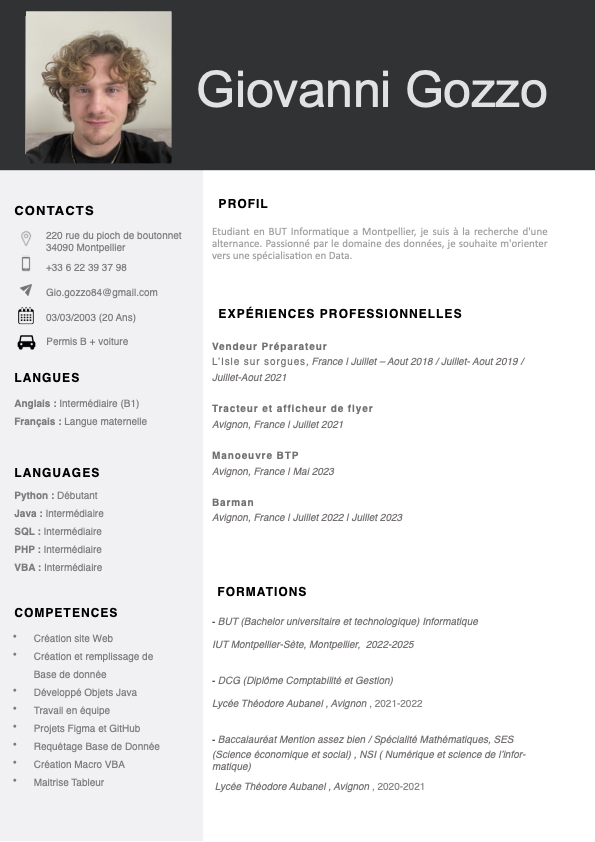 Giovanni Gozzo
CONTACTS
220 rue du pioch de boutonnet
34090 Montpellier
+33 6 22 39 37 98
Gio.gozzo84@gmail.com
03/03/2003 (20 Ans)
Permis B + voiture
LANGUES
Anglais : Intermédiaire (B1)
Français : Langue maternelle
LANGUAGES
Python : Débutant
Java : Intermédiaire
SQL : Intermédiaire
PHP : Intermédiaire
VBA : Intermédiaire
COMPETENCES
• Création site Web
• Création et remplissage de
Base de donnée
• Développé Objets Java
• Travail en équipe
• Projets Figma et GitHub
• Requêtage Base de Donnée
• Création Macro VBA
• Maitrise Tableur
PROFIL
Etudiant en BUT Informatique a Montpellier, je suis à la recherche d'une
alternance. Passionné par le domaine des données, je souhaite m'orienter
vers une spécialisation en Data.
EXPÉRIENCES PROFESSIONNELLES
Vendeur Préparateur
L'Isle sur sorgues, France | Juillet – Aout 2018 / Juillet- Aout 2019 /
Juillet-Aout 2021
Tracteur et afficheur de flyer
Avignon, France | Juillet 2021
Manoeuvre BTP
Avignon, France | Mai 2023
Barman
Avignon, France | Juillet 2022 | Juillet 2023
FORMATIONS
- BUT (Bachelor universitaire et technologique) Informatique
IUT Montpellier-Sète, Montpellier, 2022-2025
- DCG (Diplôme Comptabilité et Gestion)
Lycée Théodore Aubanel , Avignon , 2021-2022
- Baccalauréat Mention assez bien / Spécialité Mathématiques, SES
(Science économique et social) , NSI ( Numérique et science de l'infor-
matique)
Lycée Théodore Aubanel , Avignon , 2020-2021